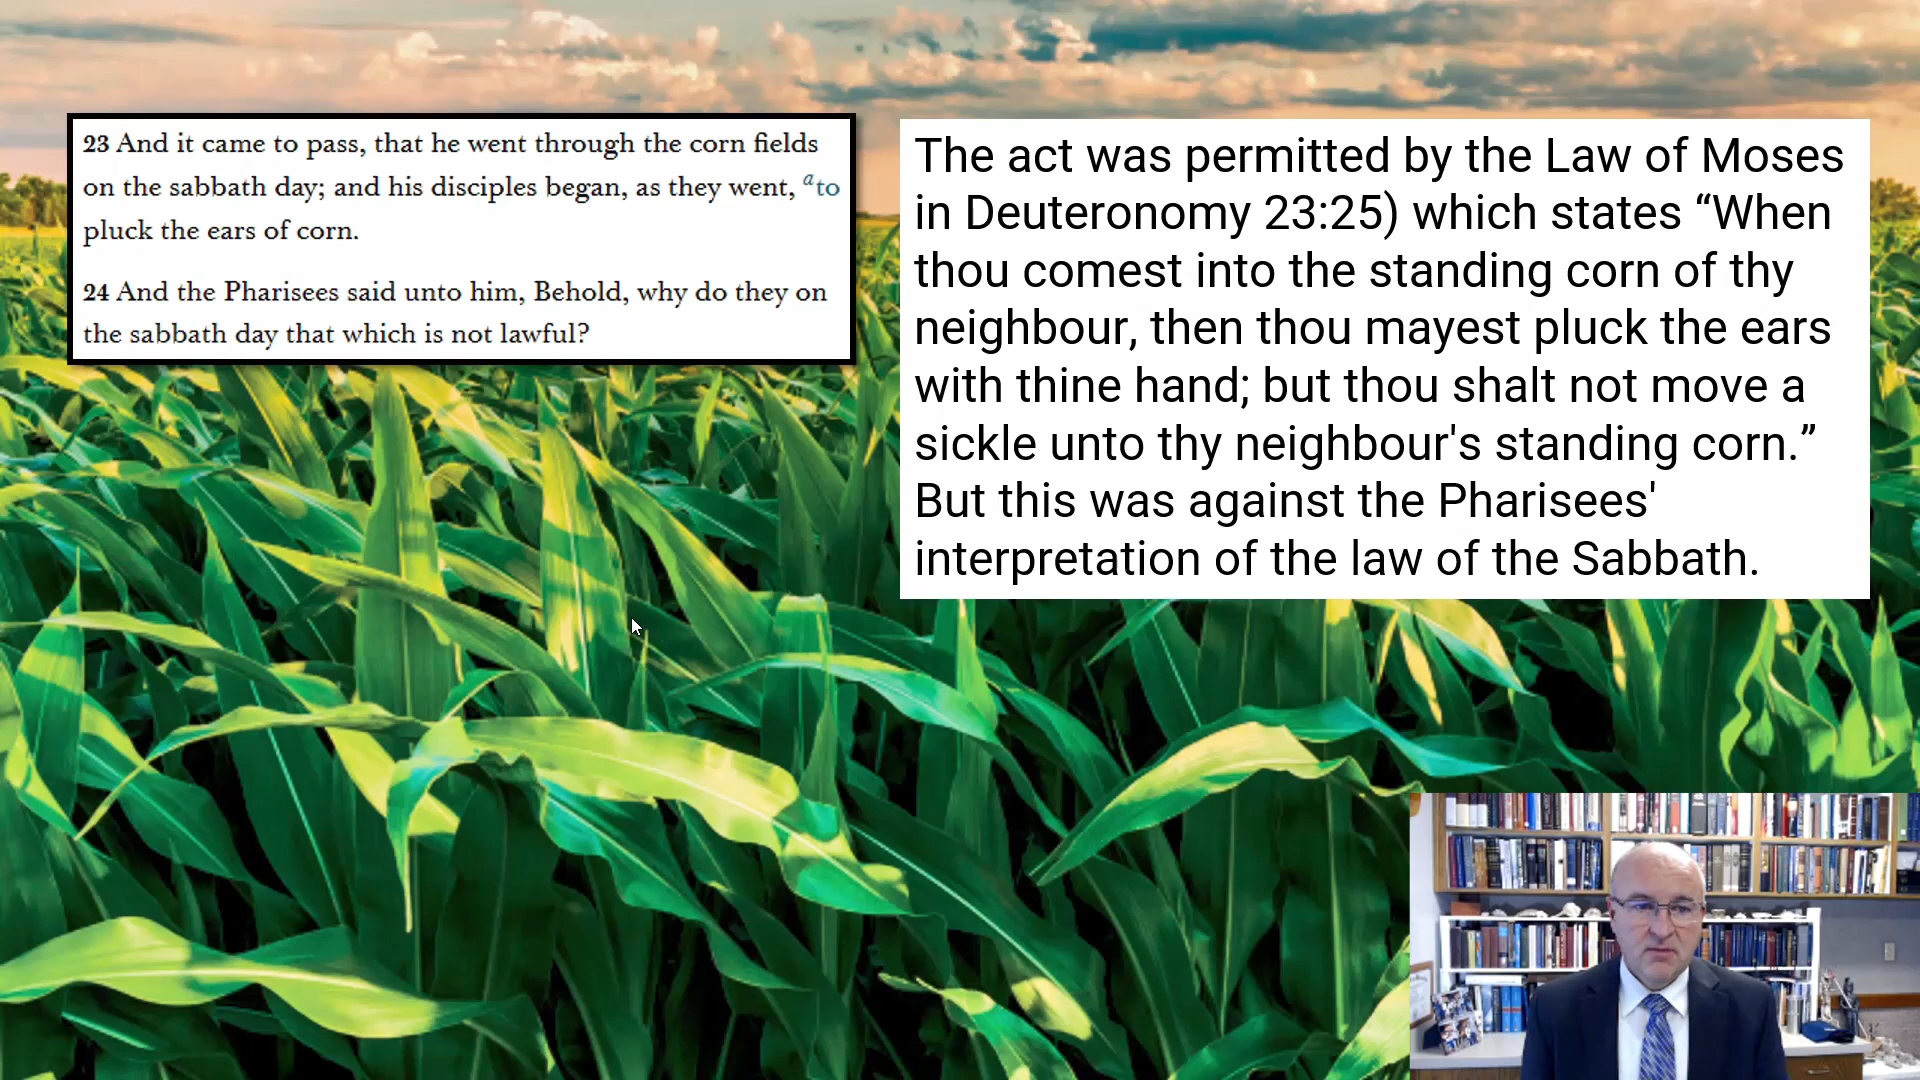 23 And it came to pass, that he went through the corn fields
on the sabbath day; and his disciples began, as they went, a to
pluck the ears of corn.
24 And the Pharisees said unto him, Behold, why do they on
the sabbath day that which is not lawful?
The act was permitted by the Law of Moses
in Deuteronomy 23:25) which states “When
thou comest into the standing corn of thy
neighbour, then thou mayest pluck the ears
with thine hand; but thou shalt not move a
sickle unto thy neighbour's standing corn.”
But this was against the Pharisees'
interpretation of the law of the Sabbath.